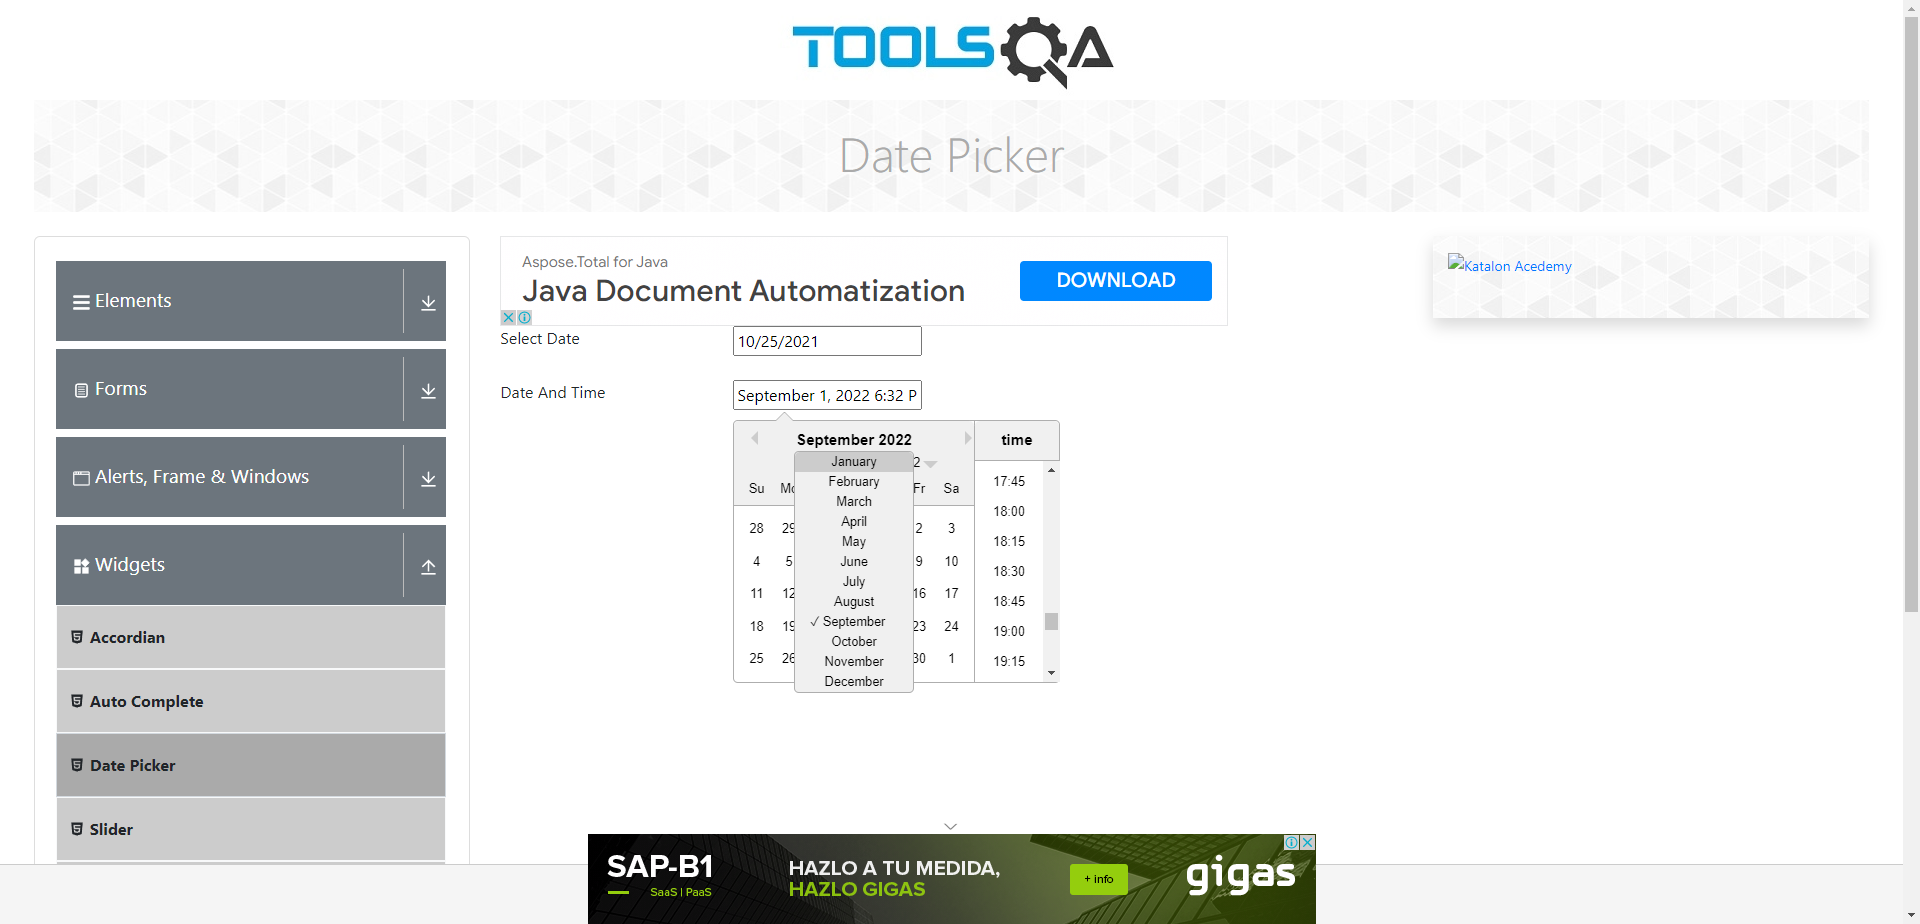 TOOLSQA
Date Picker
Elements
Forms
Alerts, Frame & Windows
Widgets
Accordian
Auto Complete
Date Picker
Slider
Aspose.Total for Java
Java Document Automatization
DOWNLOAD
Katalon Acedemy
Select Date
10/25/2021
Date And Time
September 1, 2022 6:32 P
September 2022
2
Su Mo Fr Sa
28 29 2 3
4 5 9 10
11 12 16 17
18 19 23 24
25 26 30 1
January
February
March
April
May
June
July
August
✓ September
October
November
December
time
17:45
18:00
18:15
18:30
18:45
19:00
19:15
SAP-B1
SaaS | PaaS
HAZLO A TU MEDIDA,
HAZLO GIGAS
+ info
gigas